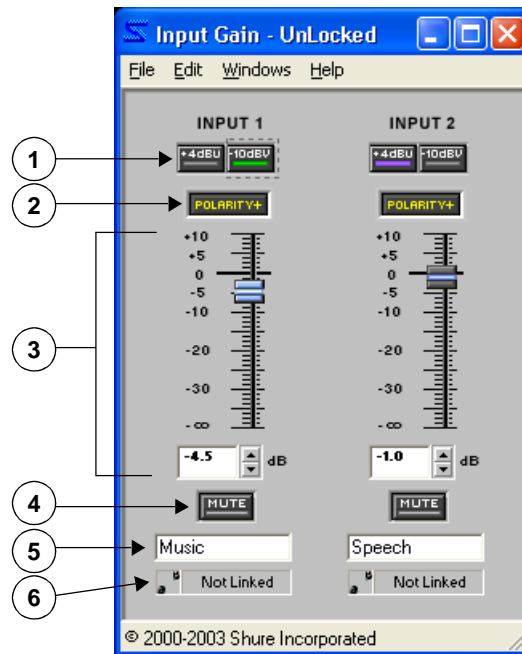 Input Gain - UnLocked
File Edit Windows Help
INPUT 1 INPUT 2
1 +4dBU -10dBV +4dBU -10dBV
2 POLARITY+ POLARITY+
+10 +10
+5 +5
0 0
-5 -5
-10 -10
3
-20 -20
-30 -30
-∞ -∞
-4.5 dB -1.0 dB
4 MUTE MUTE
5 Music Speech
6 Not Linked Not Linked
© 2000-2003 Shure Incorporated